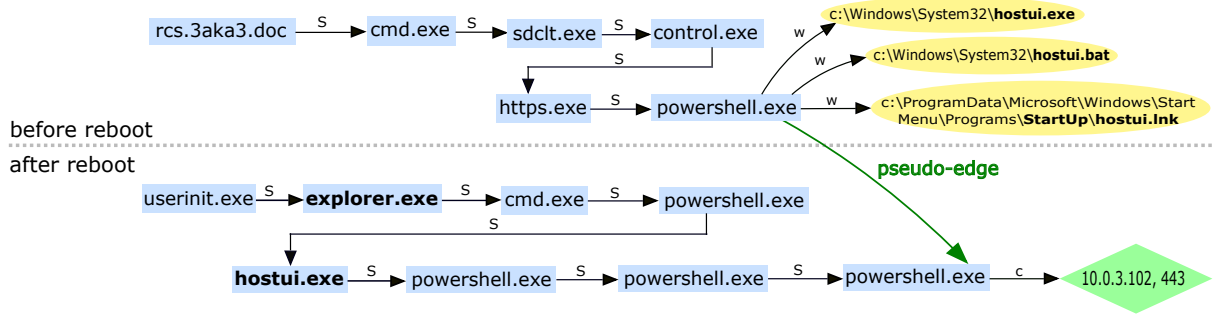 c:\Windows\System32\hostui.exe
rcs.3aka3.doc S cmd.exe S sdclt.exe S control.exe
w
S
w
c:\Windows\System32\hostui.bat
https.exe S powershell.exe w
c:\ProgramData\Microsoft\Windows\Start
Menu\Programs\StartUp\hostui.lnk
before reboot
after reboot
pseudo-edge
userinit.exe S explorer.exe S cmd.exe S powershell.exe
S
hostui.exe S powershell.exe S powershell.exe S powershell.exe c 10.0.3.102, 443